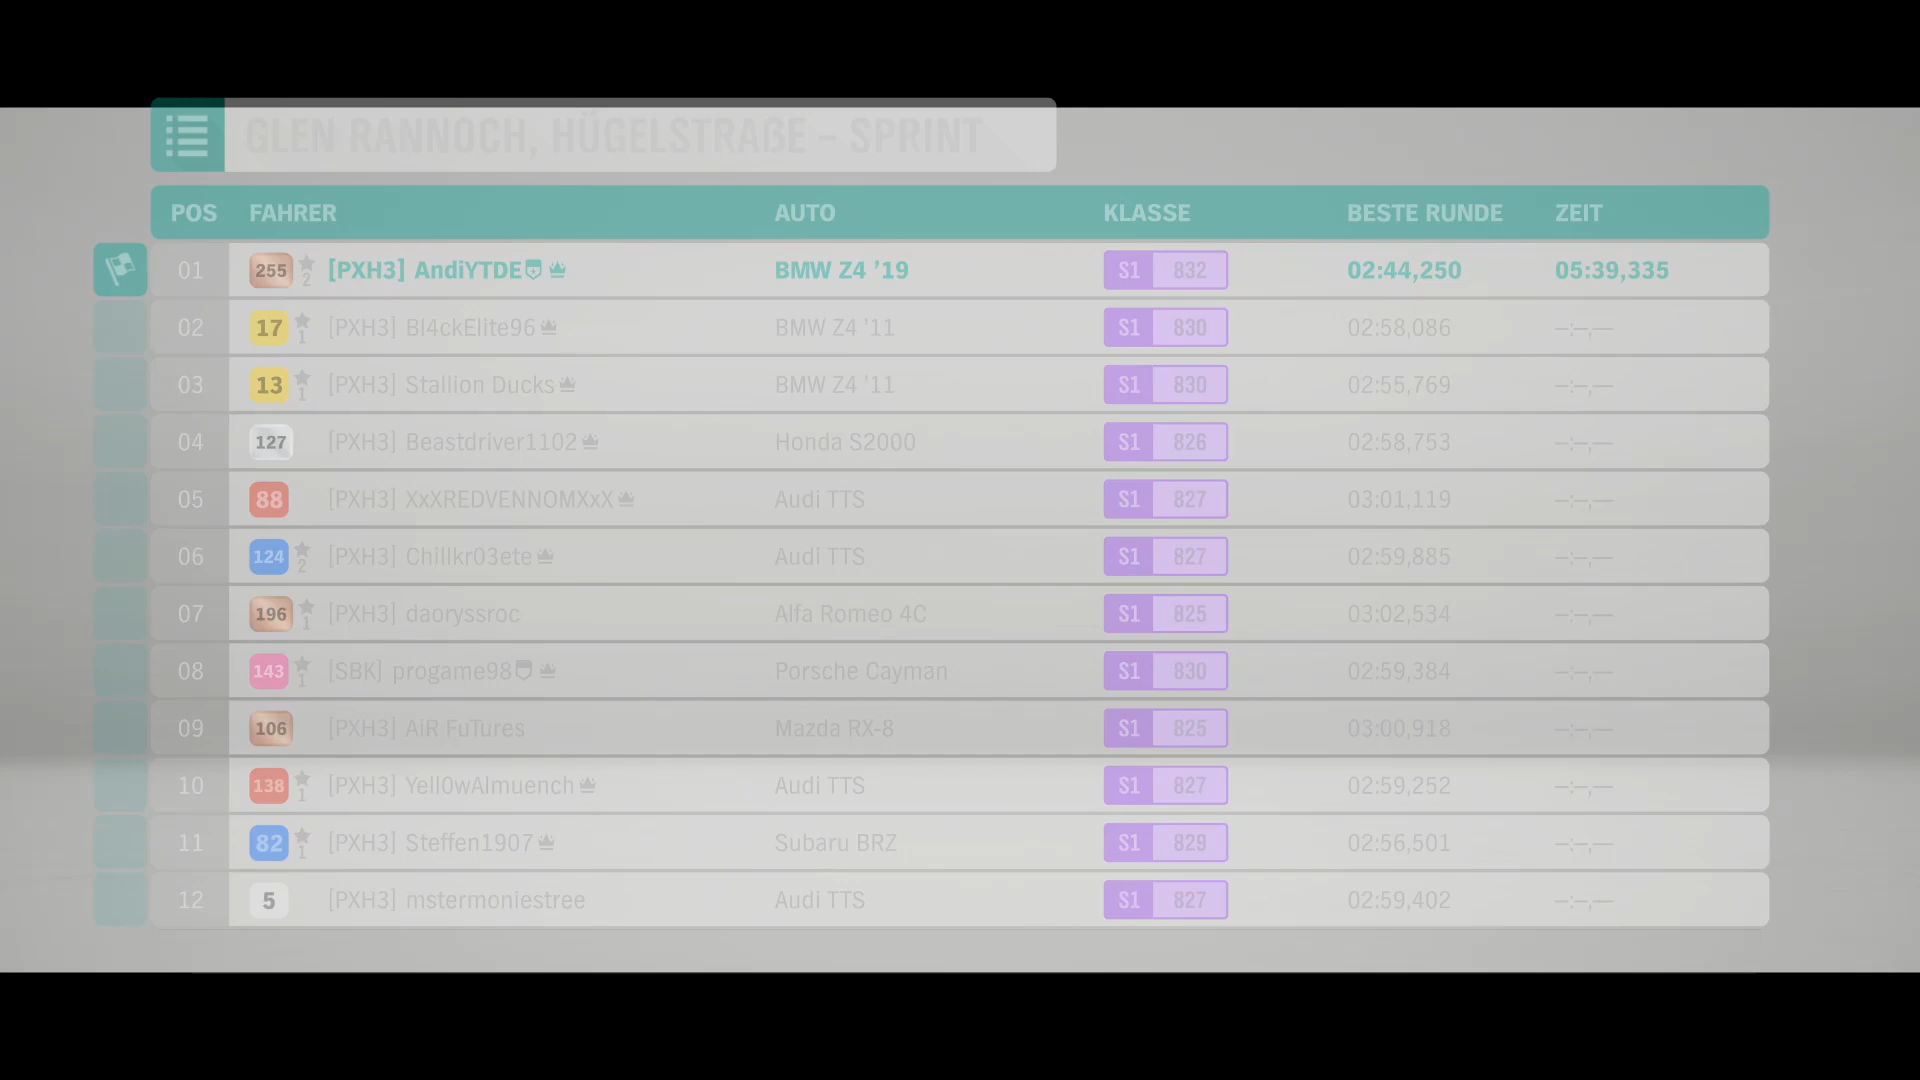 GLEN RANNOCH, HÜGELSTRAßE – SPRINT
POS FAHRER AUTO KLASSE BESTE RUNDE ZEIT
01 255 2 [PXH3] AndiYTDE BMW Z4 ’19 S1 832 02:44,250 05:39,335
02 17 1 [PXH3] Bl4ckElite96 BMW Z4 ’11 S1 830 02:58,086 –:–,––
03 13 1 [PXH3] Stallion Ducks BMW Z4 ’11 S1 830 02:55,769 –:–,––
04 127 [PXH3] Beastdriver1102 Honda S2000 S1 826 02:58,753 –:–,––
05 88 [PXH3] XxXREDVENNOMXxX Audi TTS S1 827 03:01,119 –:–,––
06 124 2 [PXH3] Chillkr03ete Audi TTS S1 827 02:59,885 –:–,––
07 196 1 [PXH3] daoryssroc Alfa Romeo 4C S1 825 03:02,534 –:–,––
08 143 1 [SBK] progame98 Porsche Cayman S1 830 02:59,384 –:–,––
09 106 [PXH3] AiR FuTures Mazda RX-8 S1 825 03:00,918 –:–,––
10 138 1 [PXH3] Yell0wAlmuench Audi TTS S1 827 02:59,252 –:–,––
11 82 1 [PXH3] Steffen1907 Subaru BRZ S1 829 02:56,501 –:–,––
12 5 [PXH3] mstermoniestree Audi TTS S1 827 02:59,402 –:–,––